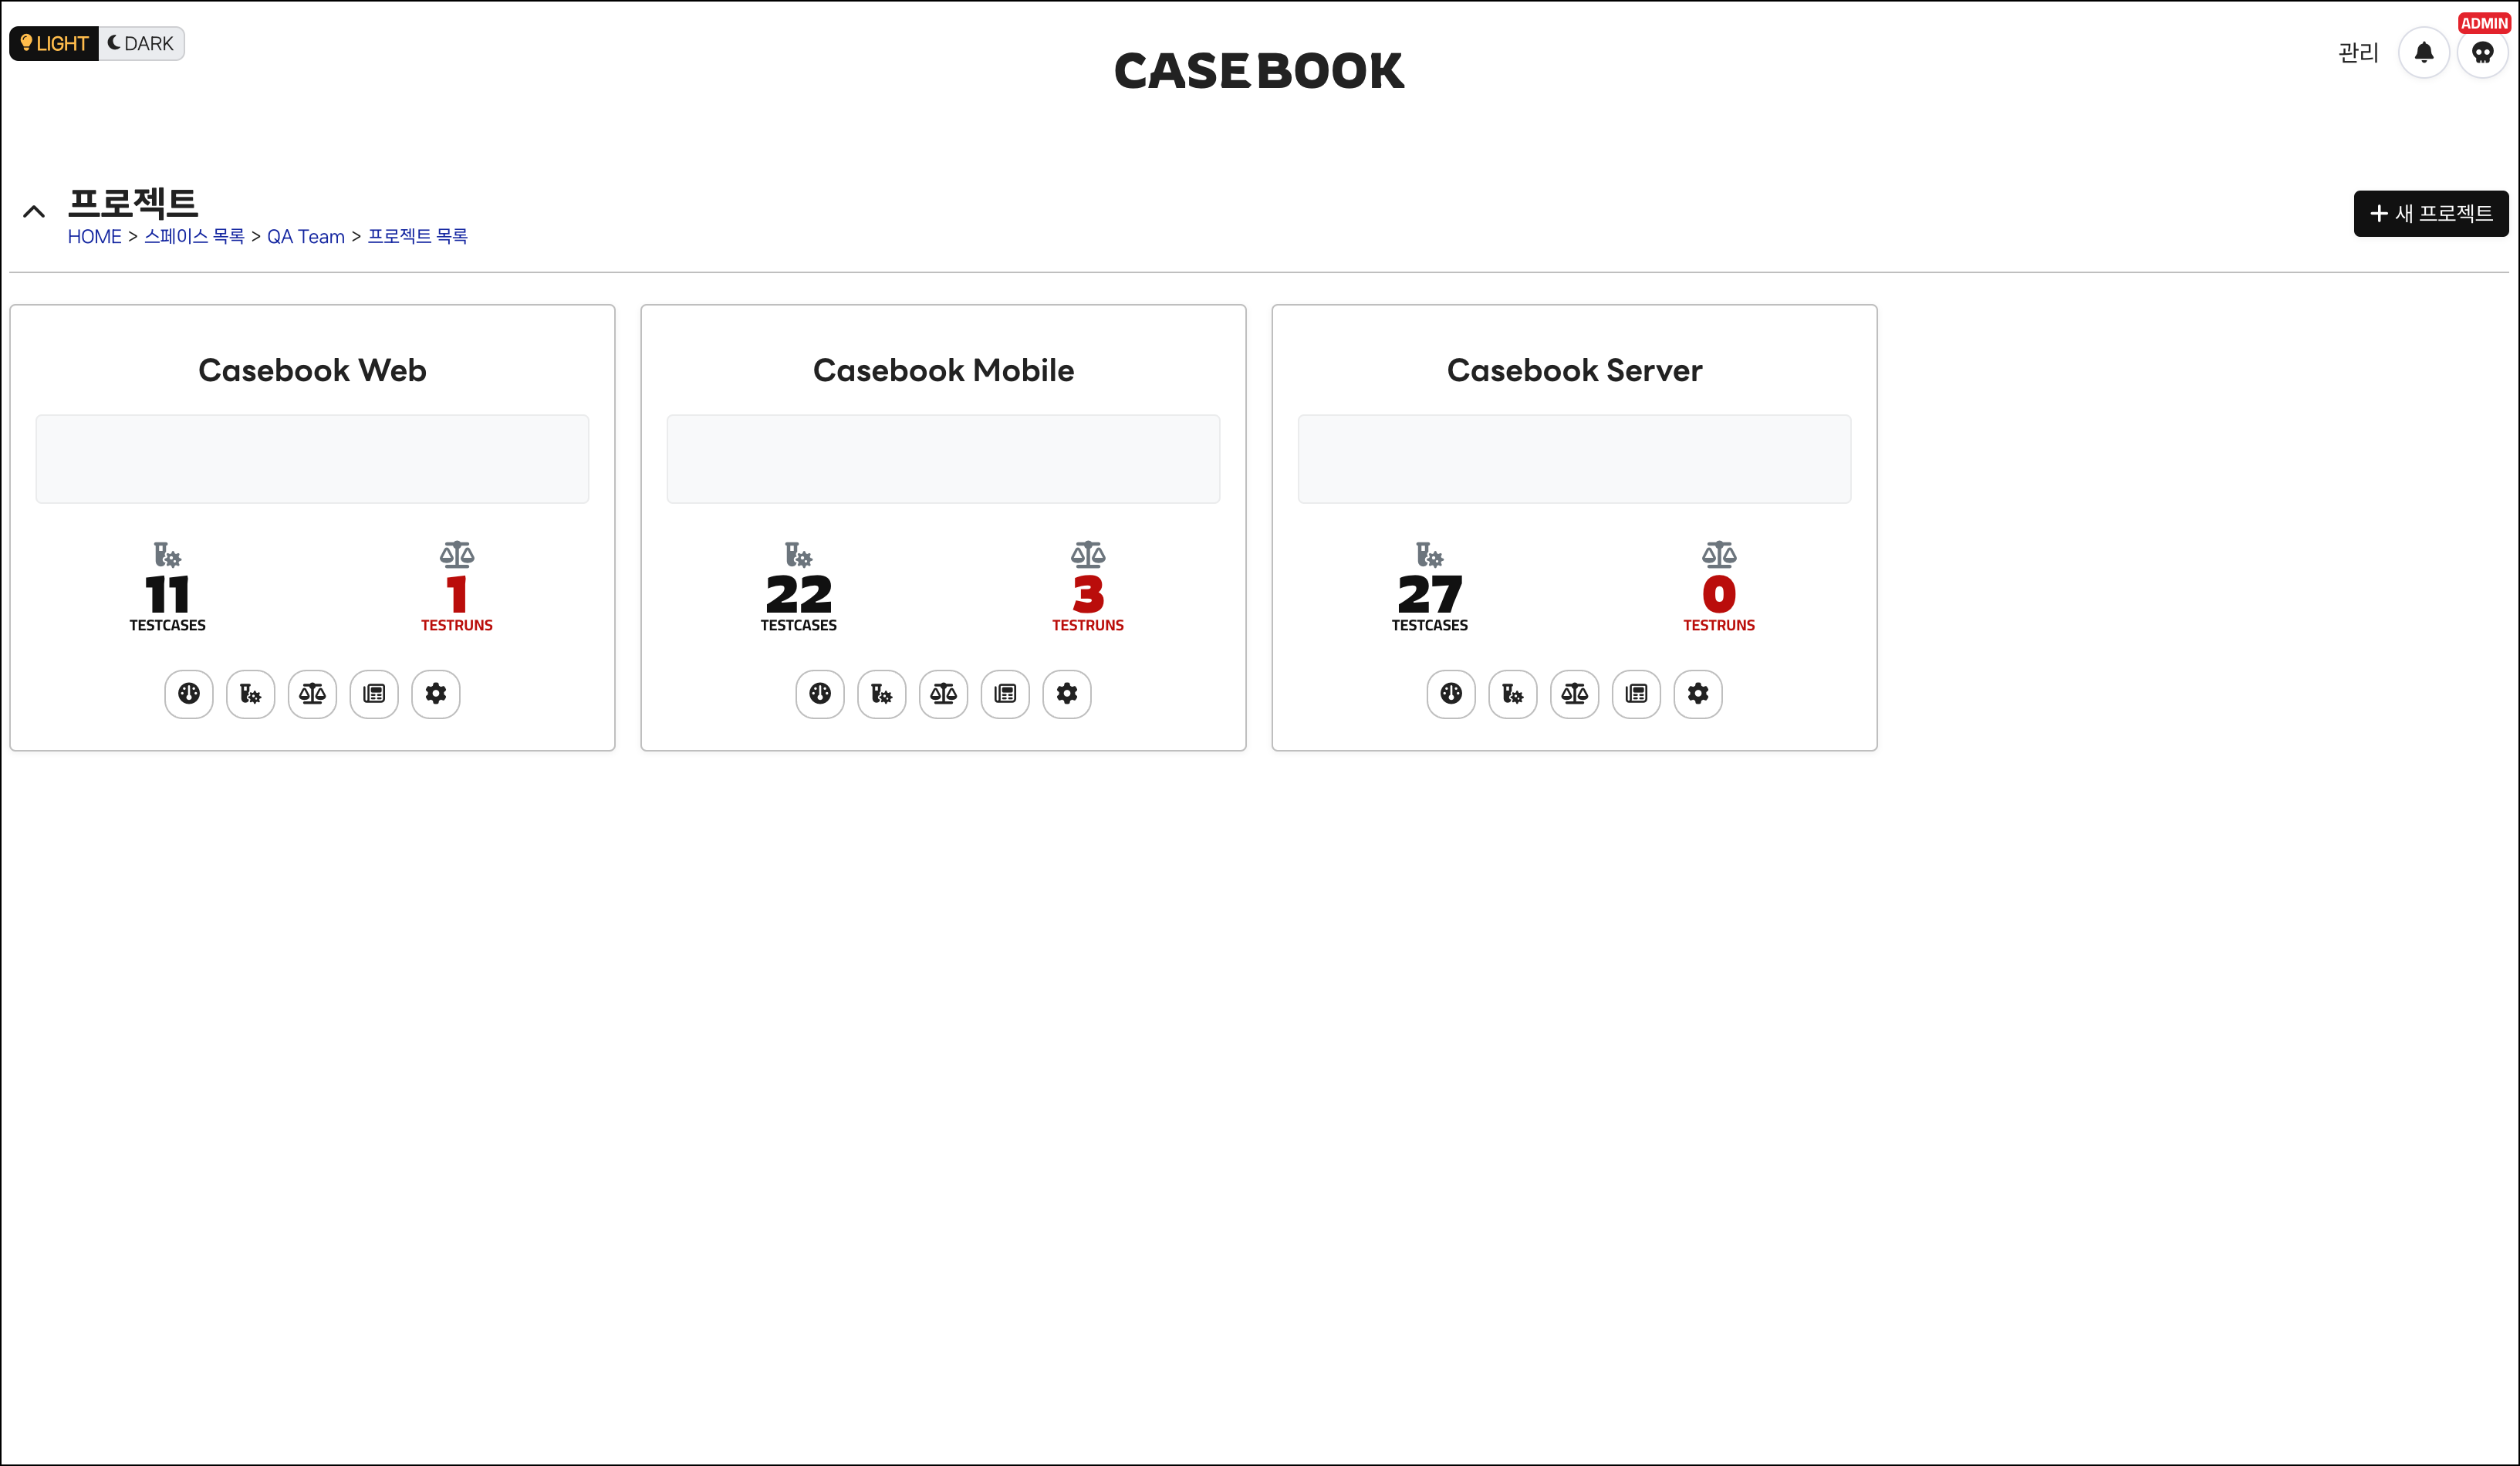 LIGHT DARK
ADMIN
관리
CASEBOOK
프로젝트
HOME > 스페이스 목록 > QA Team > 프로젝트 목록
+ 새 프로젝트
Casebook Web
11
TESTCASES
1
TESTRUNS
Casebook Mobile
22
TESTCASES
3
TESTRUNS
Casebook Server
27
TESTCASES
0
TESTRUNS